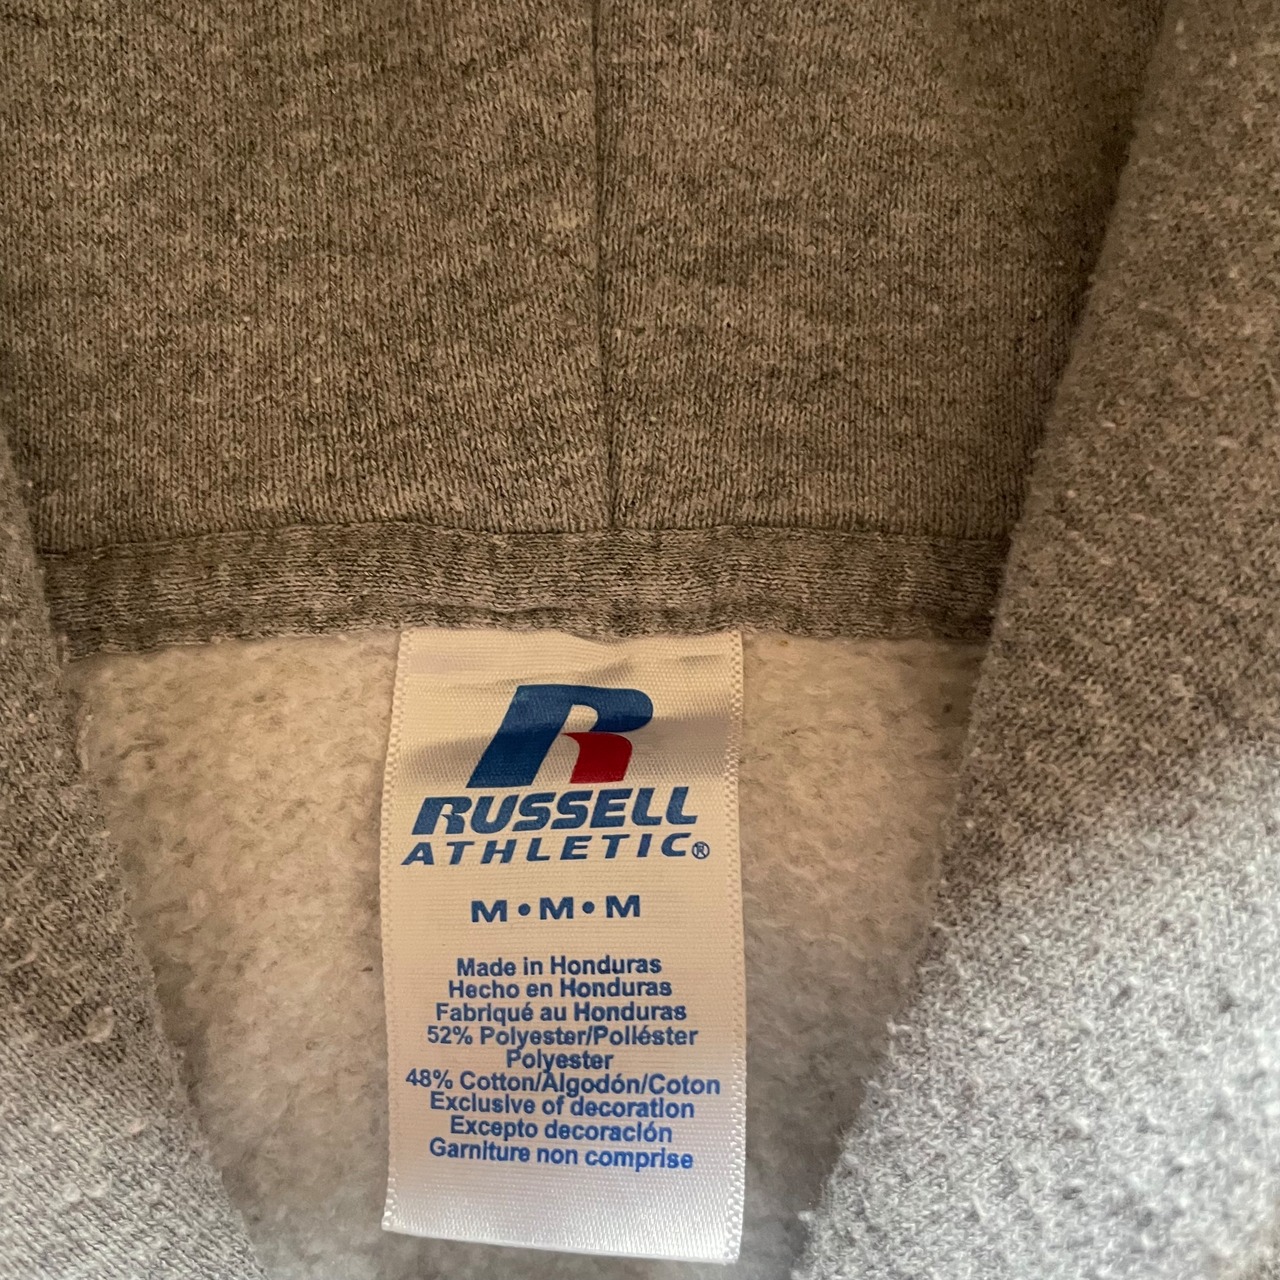 RUSSELL
ATHLETIC®
M•M•M
Made in Honduras
Hecho en Honduras
Fabriqué au Honduras
52% Polyester/Poliéster
Polyester
48% Cotton/Algodón/Coton
Exclusive of decoration
Excepto decoración
Garniture non comprise